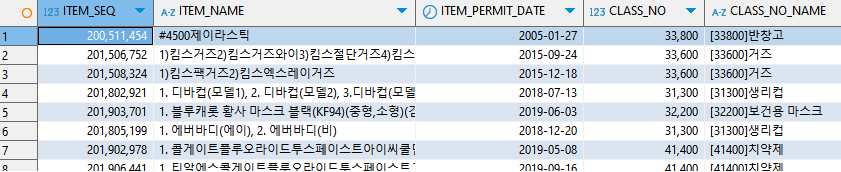 123 ITEM_SEQ A-Z ITEM_NAME ITEM_PERMIT_DATE 123 CLASS_NO A-Z CLASS_NO_NAME
1 200,511,454 #4500제이라스틱 2005-01-27 33,800 [33800]반창고
2 201,506,752 1)킴스거즈2)킴스거즈와이3)킴스절단거즈4)킴스 2015-09-24 33,600 [33600]거즈
3 201,508,324 1)킴스팩거즈2)킴스엑스레이거즈 2015-12-18 33,600 [33600]거즈
4 201,802,921 1. 디바컵(모델1), 2. 디바컵(모델2), 3.디바컵(모델 2018-07-13 31,300 [31300]생리컵
5 201,903,701 1. 블루캐롯 황사 마스크 블랙(KF94)(중형,소형)(검 2019-06-03 32,200 [32200]보건용 마스크
6 201,805,199 1. 에버바디(에이), 2. 에버바디(비) 2018-12-20 31,300 [31300]생리컵
7 201,902,978 1. 콜게이트플루오라이드투스페이스트아이씨쿨민 2019-05-08 41,400 [41400]치약제
8 201,906,441 2019-09-16 41,400 [41400]치약제